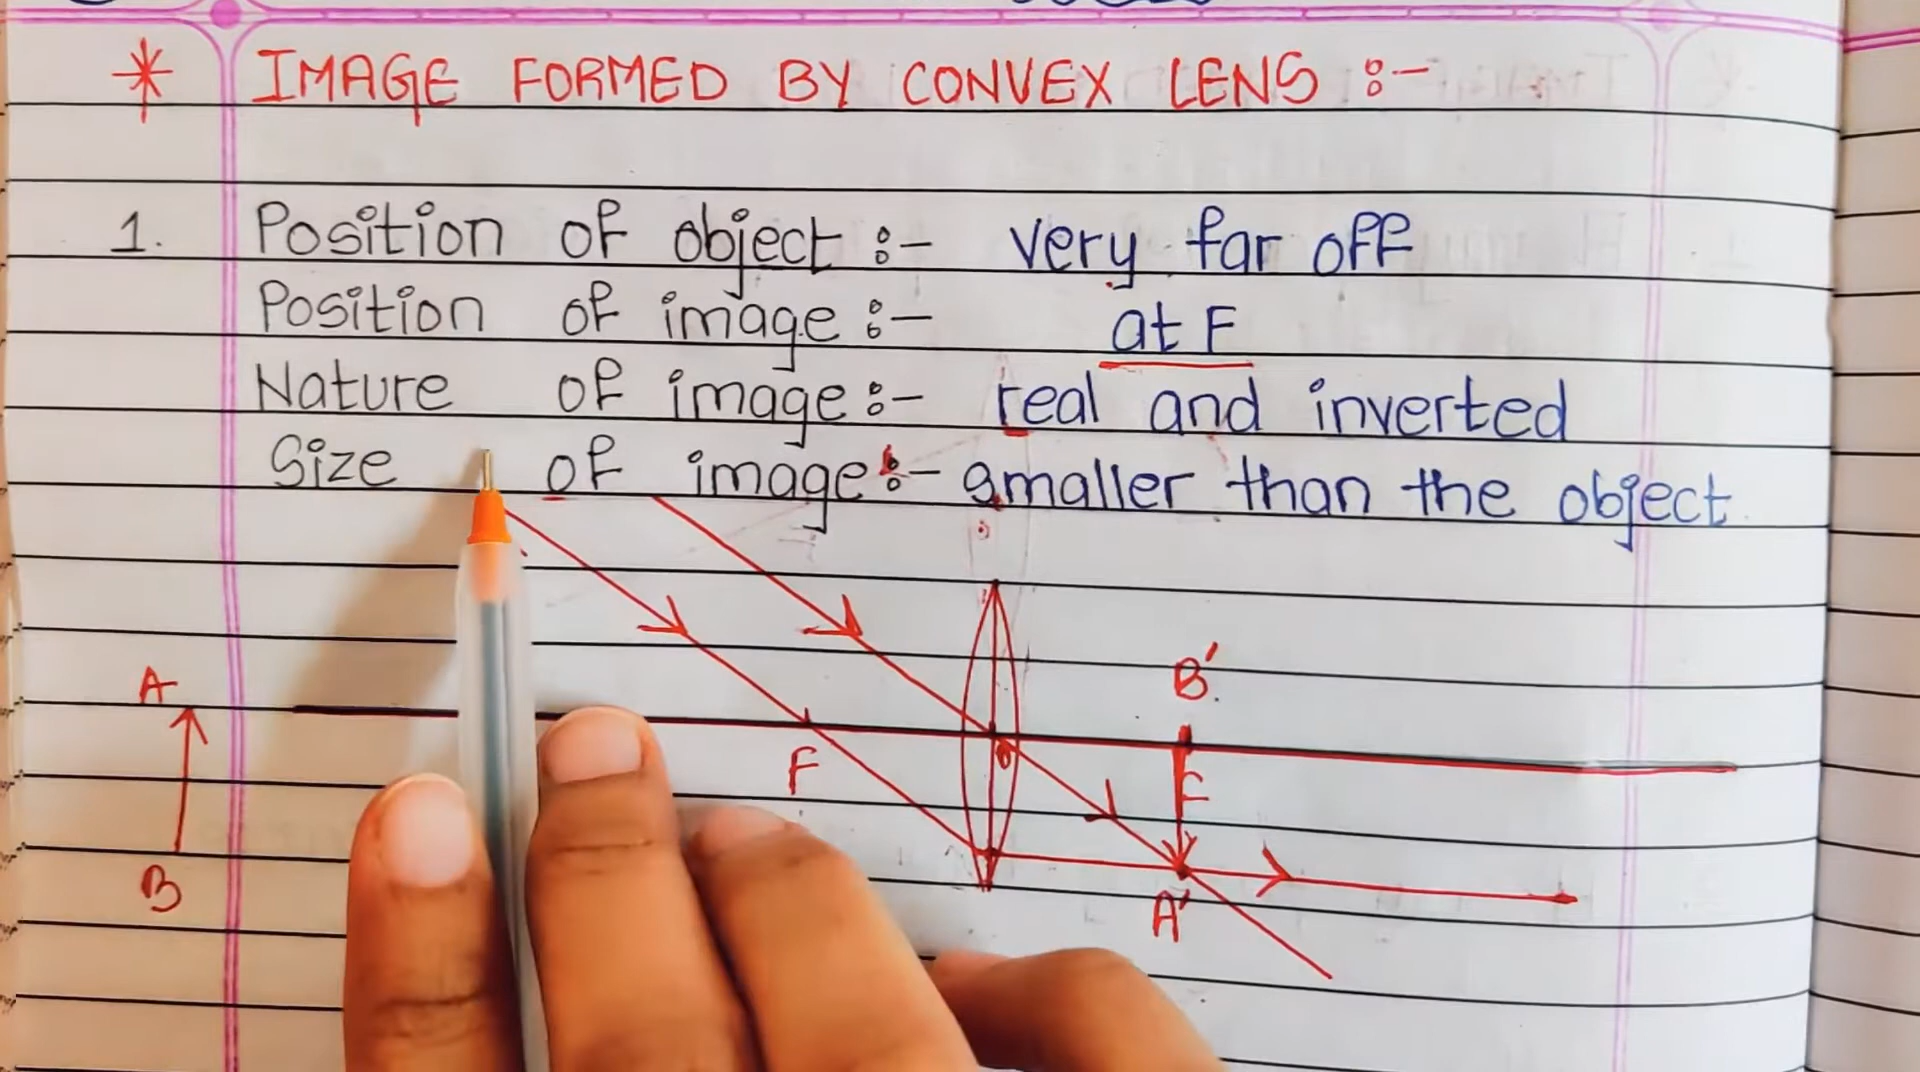 * IMAGE FORMED BY CONVEX LENS :-
1. Position of object :- very far off
Position of image :- at F
Nature of image :- real and inverted
Size of image :- smaller than the object
A
B'
F
F
B
A'